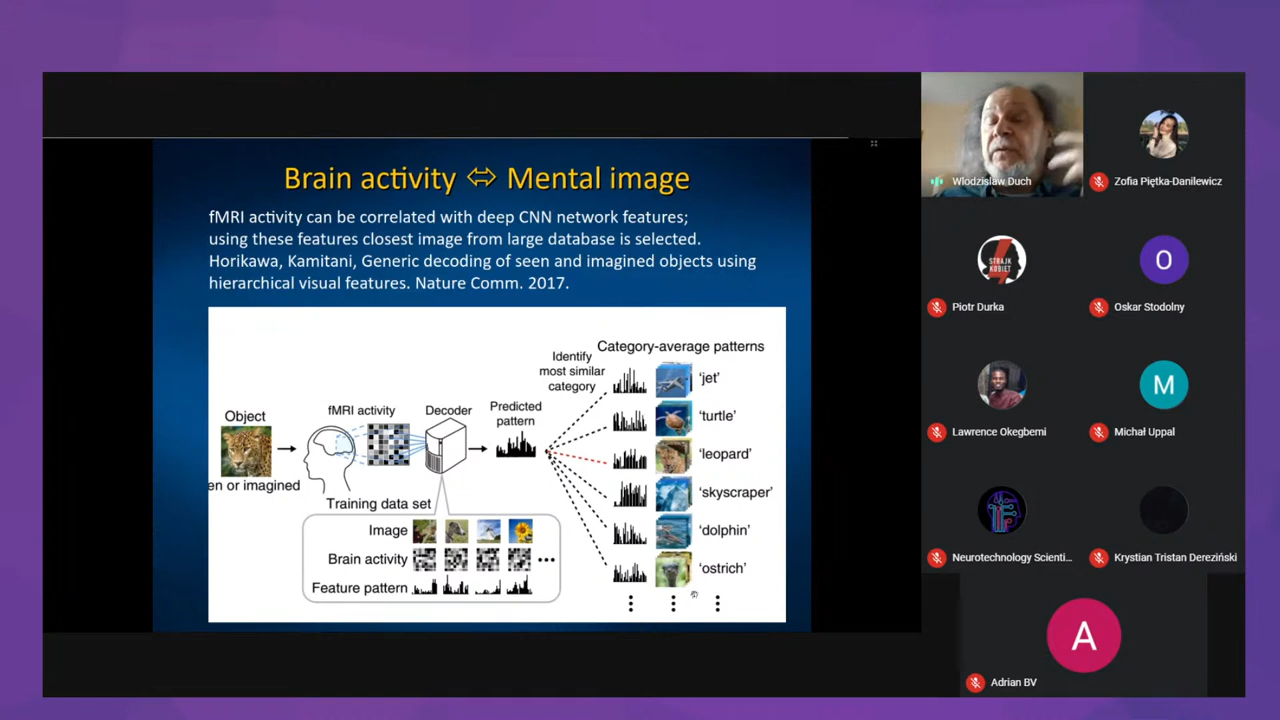 Brain activity ⇔ Mental image
fMRI activity can be correlated with deep CNN network features;
using these features closest image from large database is selected.
Horikawa, Kamitani, Generic decoding of seen and imagined objects using
hierarchical visual features. Nature Comm. 2017.
Object
en or imagined
fMRI activity
Decoder
Predicted
pattern
Identify
most similar
category
Category-average patterns
'jet'
'turtle'
'leopard'
'skyscraper'
'dolphin'
'ostrich'
Training data set
Image
Brain activity
Feature pattern
Wlodzislaw Duch
Zofia Piętka-Danilewicz
STRAJK
KOBIET
Piotr Durka
O
Oskar Stodolny
Lawrence Okegbemi
M
Michał Uppal
Neurotechnology Scienti...
Krystian Tristan Dereziński
A
Adrian BV